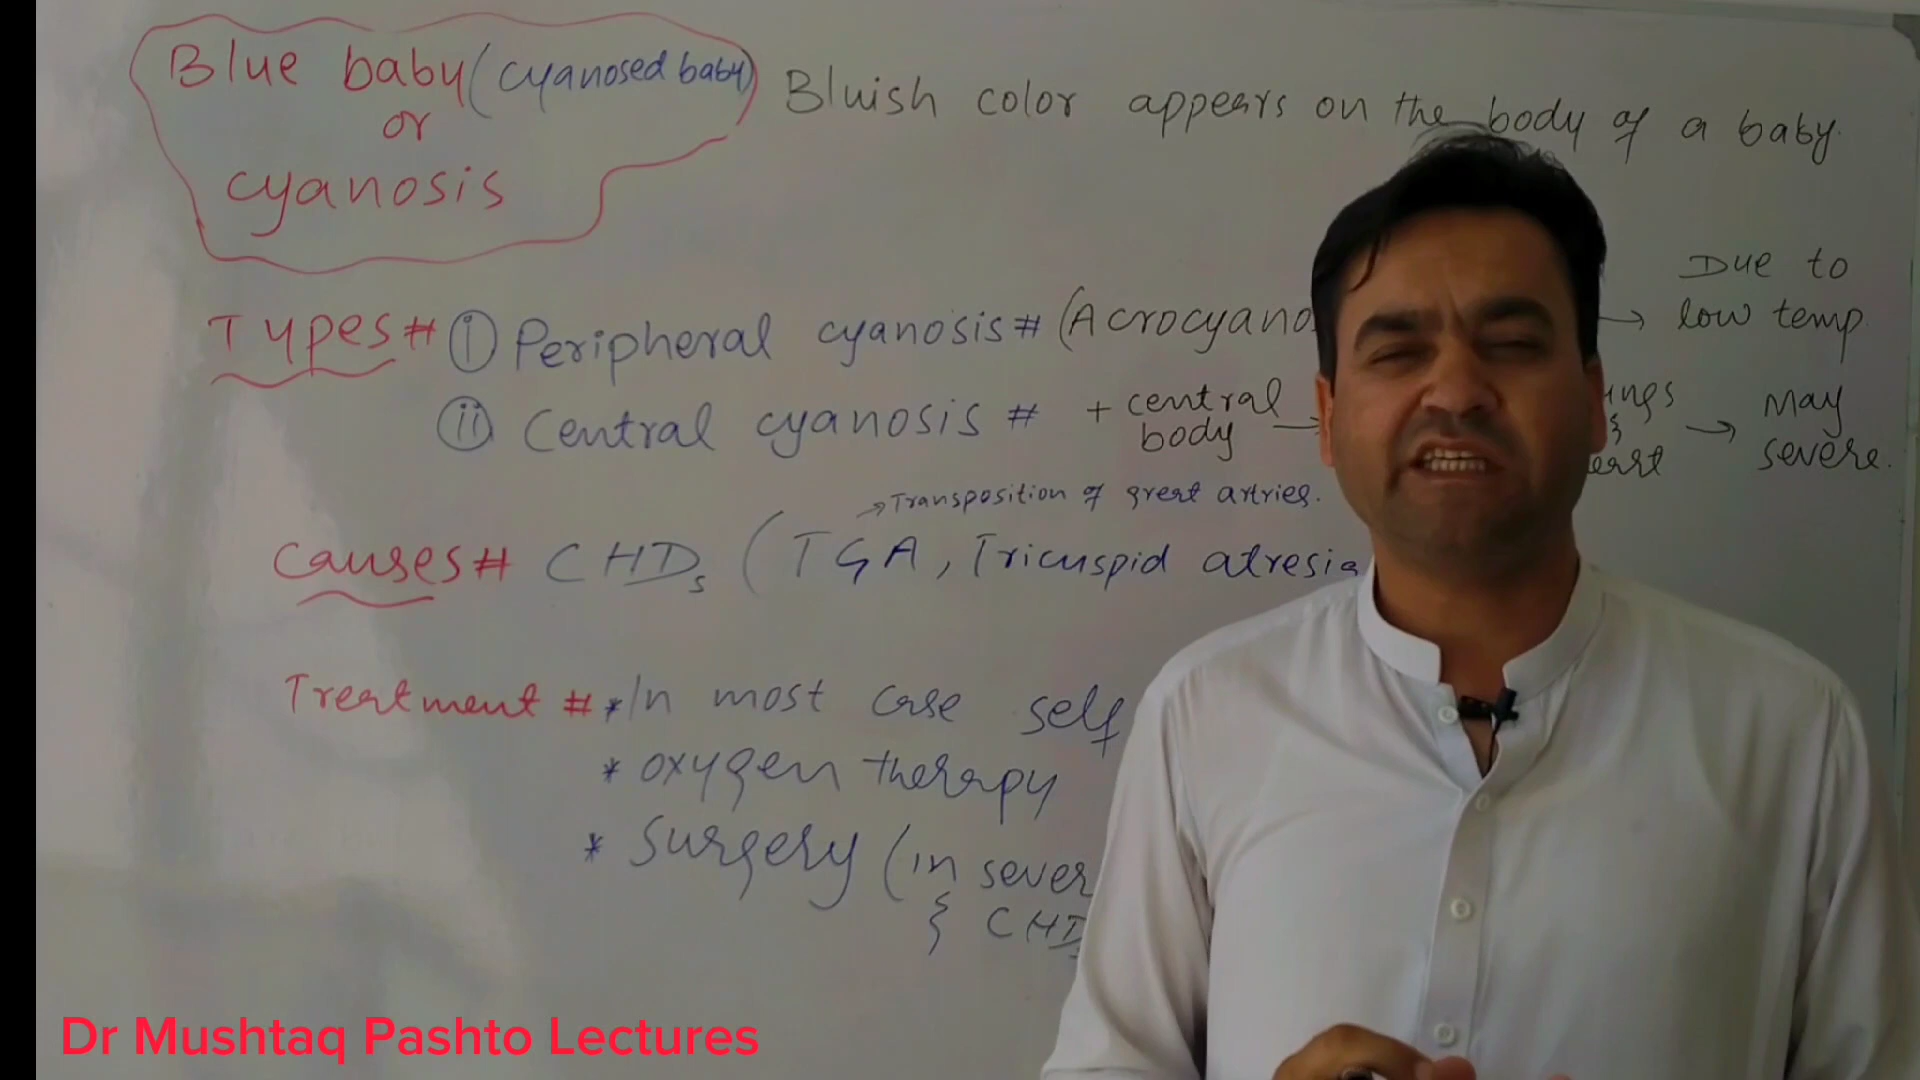 Blue baby (cyanosed baby)
or
cyanosis
Bluish color appears on the body of a baby.
Types # (i) Peripheral cyanosis # (Acrocyano
→ Due to
low temp.
(ii) Central cyanosis # + central
body →
→ May
severe.
→ Transposition of great artries.
Causes # CHDs (TGA, Tricuspid atresia
Treatment # * In most case self
* oxygen therapy
* Surgery (in sever
CHD
Dr Mushtaq Pashto Lectures